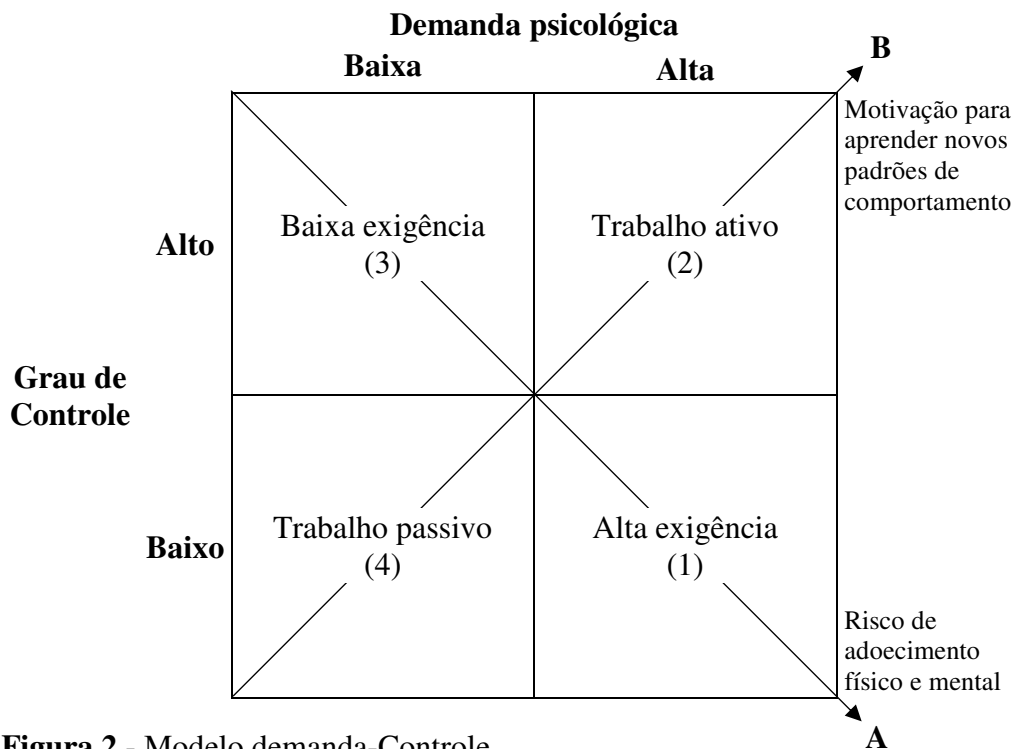 Demanda psicológica
Baixa
Alta
B
Motivação para
aprender novos
padrões de
comportamento
Alto
Baixa exigência
(3)
Trabalho ativo
(2)
Grau de
Controle
Baixo
Trabalho passivo
(4)
Alta exigência
(1)
Risco de
adoecimento
físico e mental
A
Figura 2 - Modelo demanda-Controle